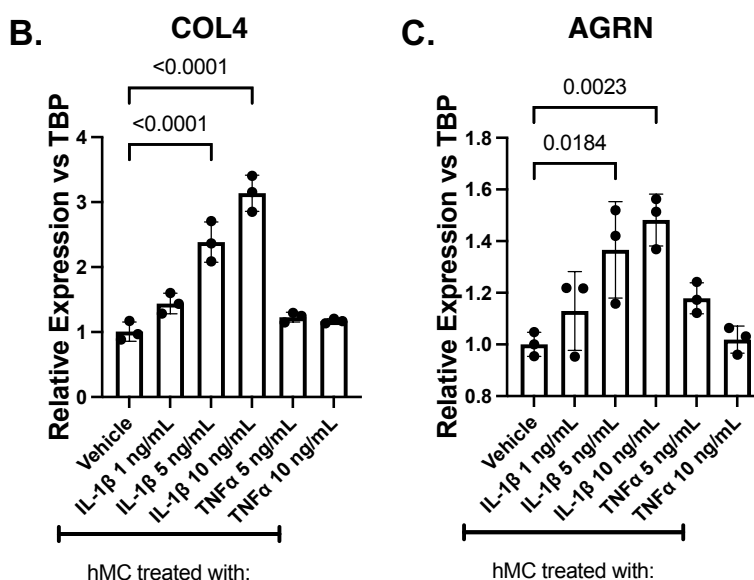 B.
COL4
<0.0001
<0.0001
Relative Expression vs TBP
4
3
2
1
0
Vehicle
IL-1β 1 ng/mL
IL-1β 5 ng/mL
IL-1β 10 ng/mL
TNFα 5 ng/mL
TNFα 10 ng/mL
hMC treated with:
C.
AGRN
0.0023
0.0184
Relative Expression vs TBP
1.8
1.6
1.4
1.2
1.0
0.8
Vehicle
IL-1β 1 ng/mL
IL-1β 5 ng/mL
IL-1β 10 ng/mL
TNFα 5 ng/mL
TNFα 10 ng/mL
hMC treated with: